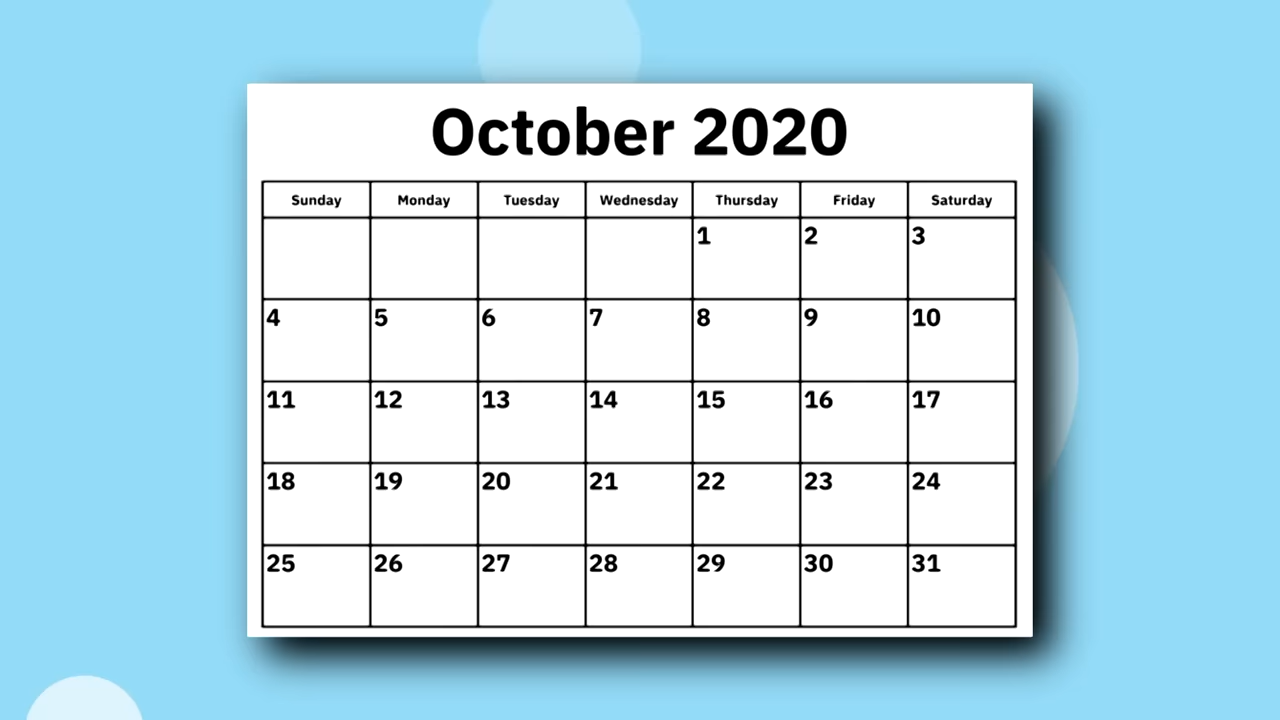 October 2020
Sunday Monday Tuesday Wednesday Thursday Friday Saturday
1 2 3
4 5 6 7 8 9 10
11 12 13 14 15 16 17
18 19 20 21 22 23 24
25 26 27 28 29 30 31